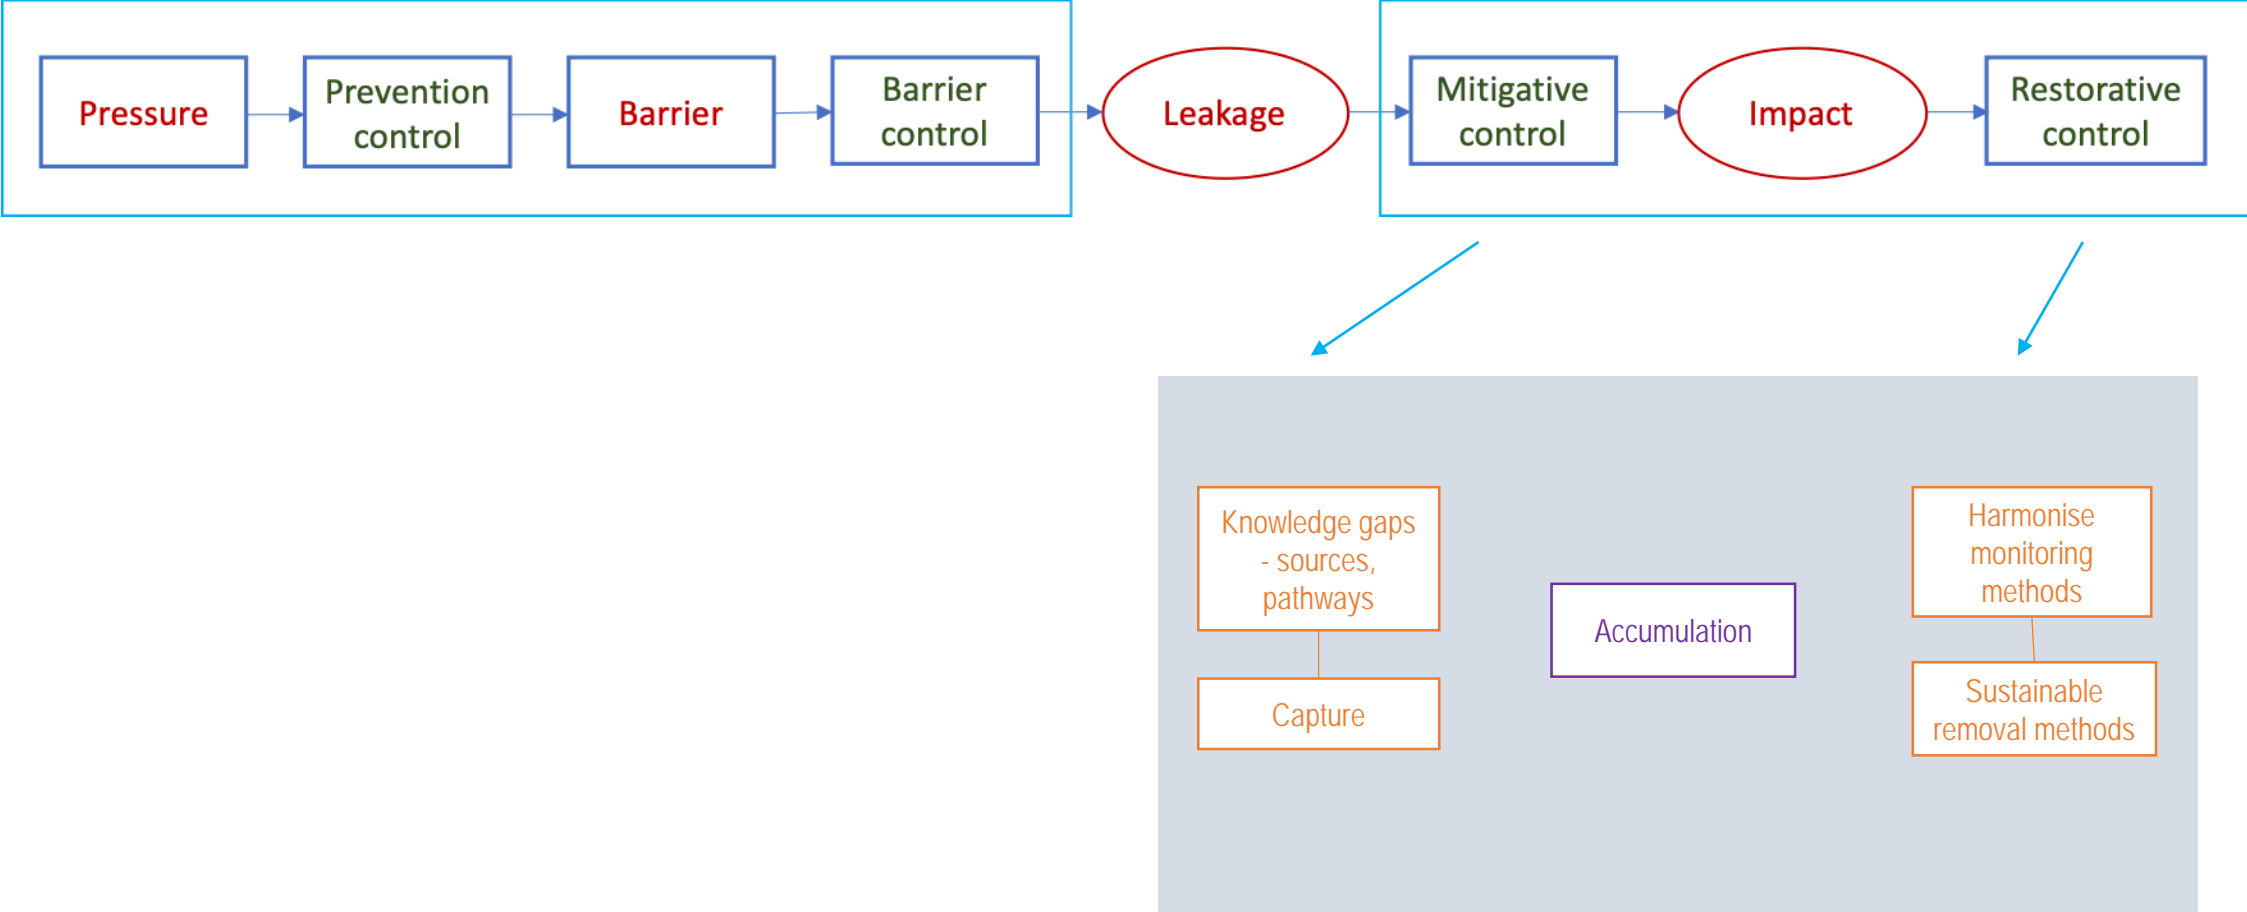 Pressure
Prevention
control
Barrier
Barrier
control
Leakage
Mitigative
control
Impact
Restorative
control
Knowledge gaps
- sources,
pathways
Capture
Accumulation
Harmonise
monitoring
methods
Sustainable
removal methods